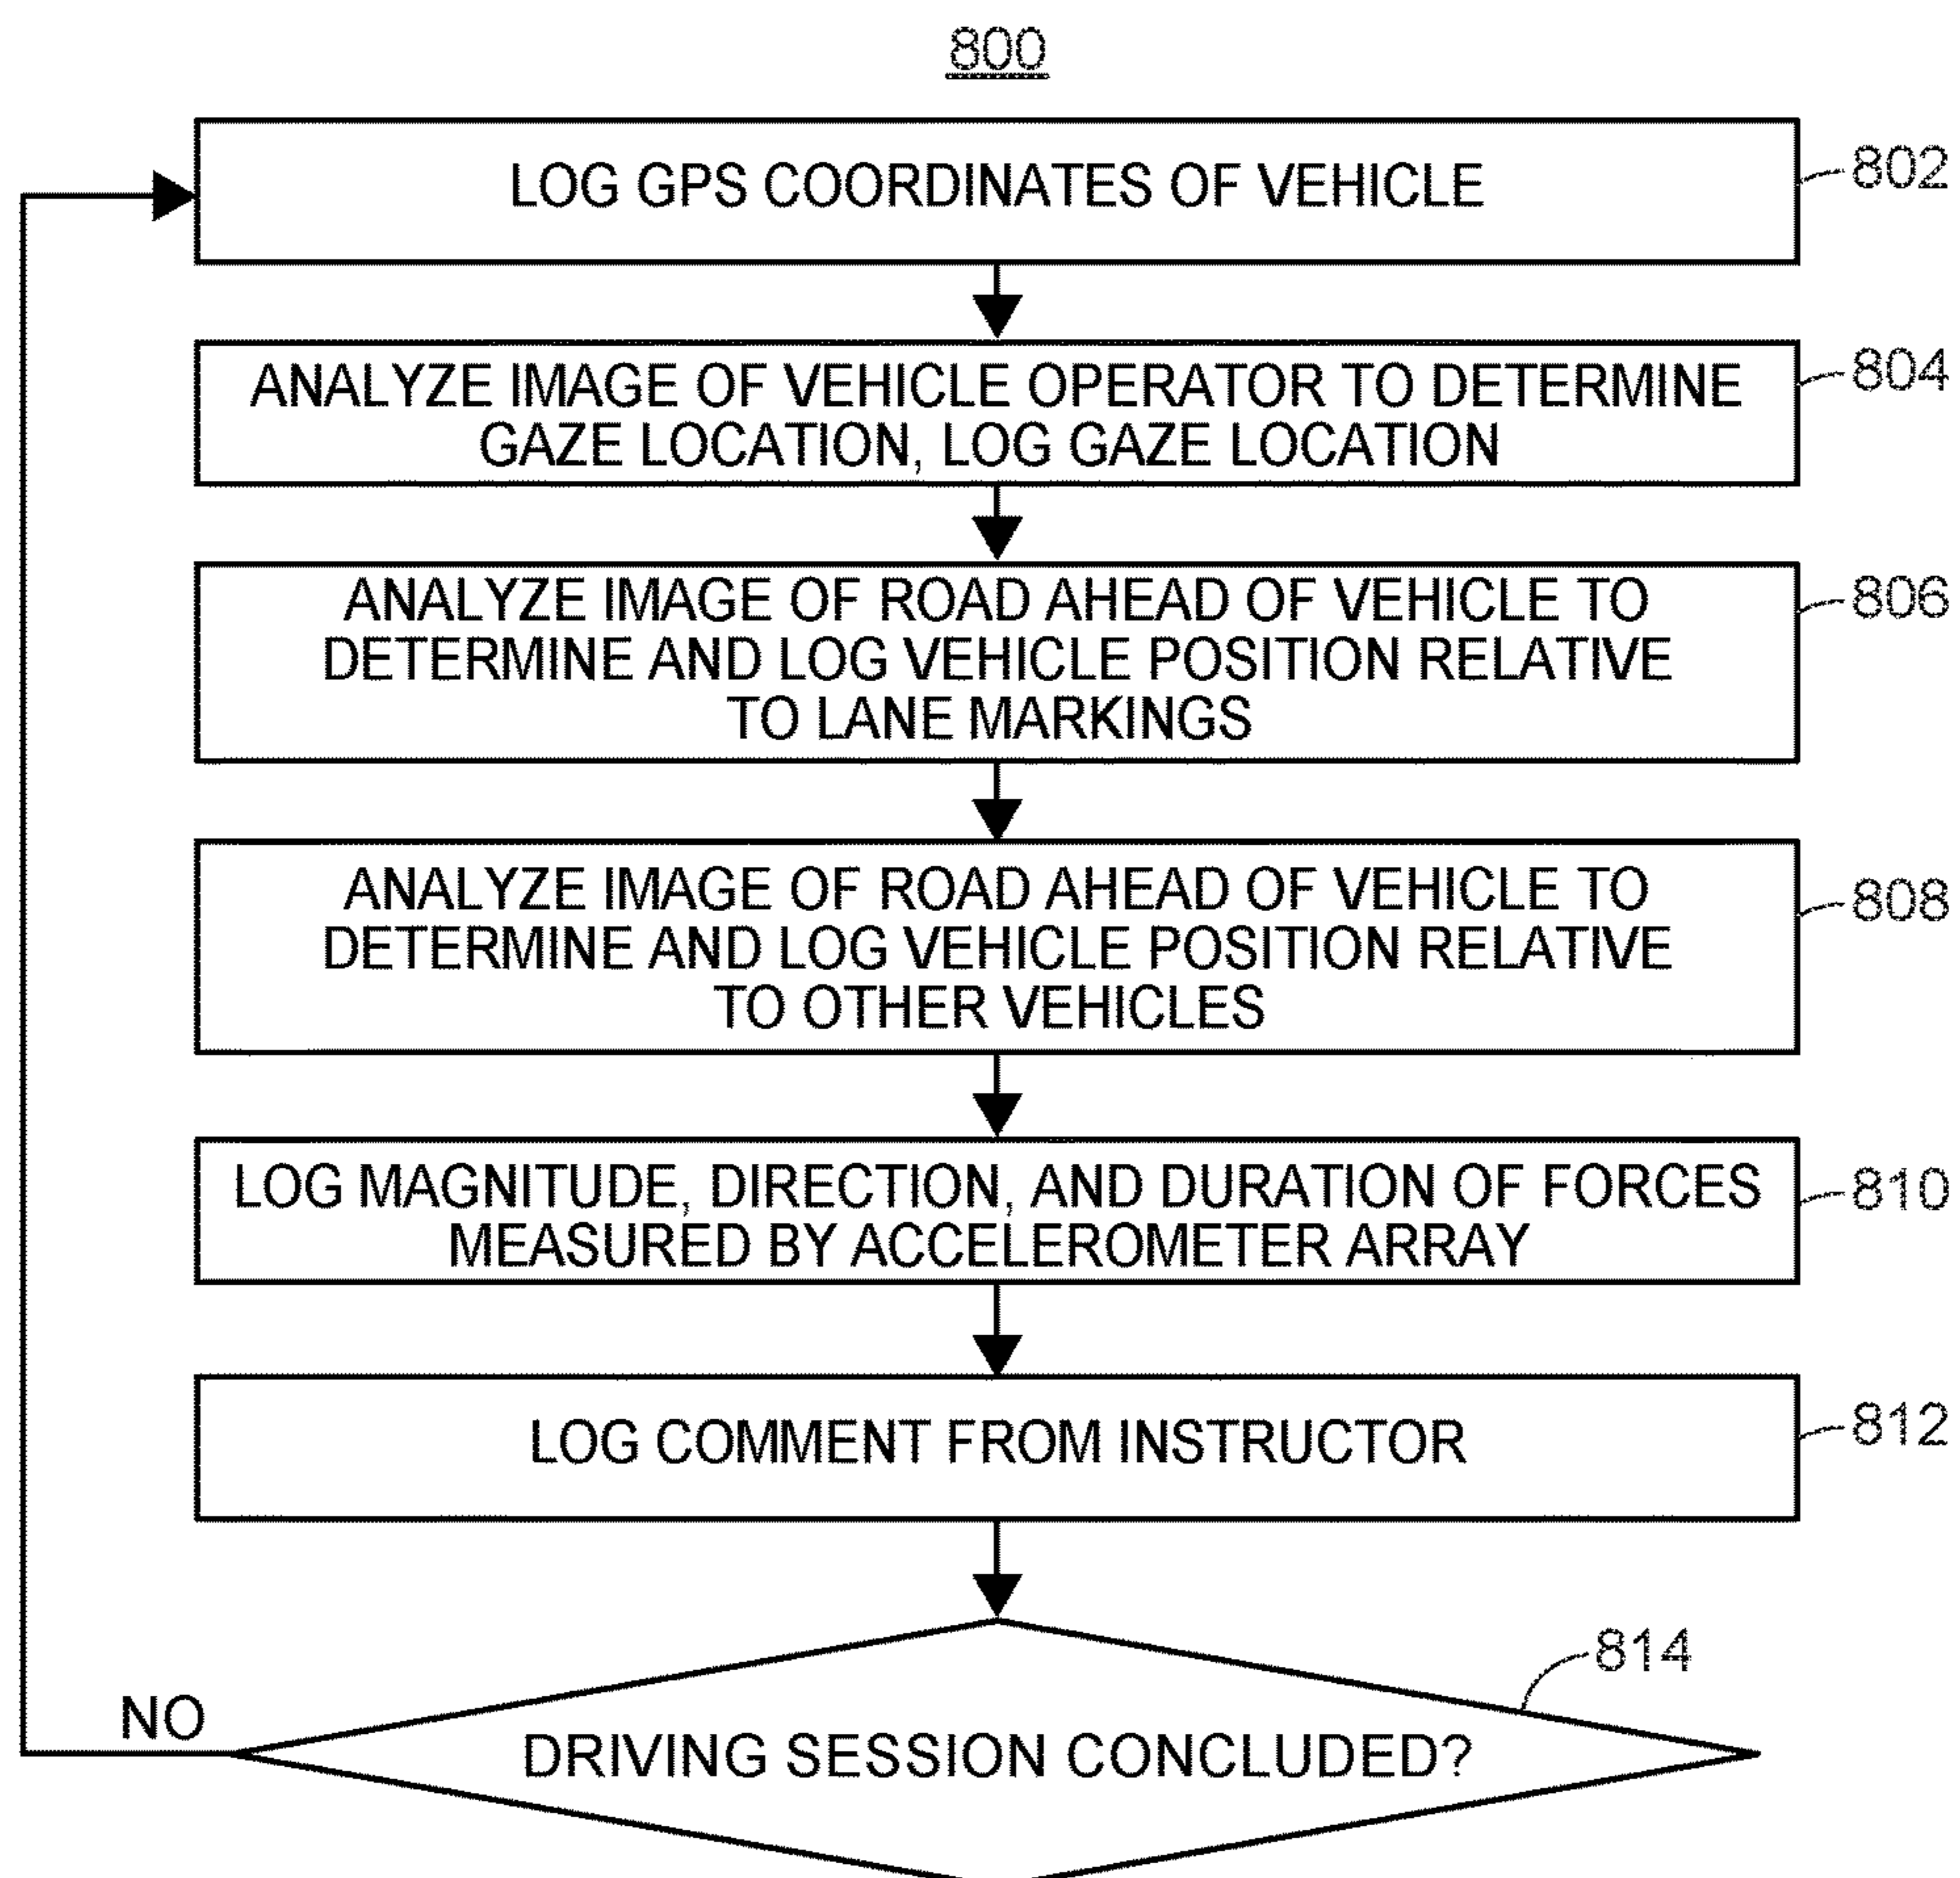 800
LOG GPS COORDINATES OF VEHICLE
802
ANALYZE IMAGE OF VEHICLE OPERATOR TO DETERMINE
GAZE LOCATION, LOG GAZE LOCATION
804
ANALYZE IMAGE OF ROAD AHEAD OF VEHICLE TO
DETERMINE AND LOG VEHICLE POSITION RELATIVE
TO LANE MARKINGS
806
ANALYZE IMAGE OF ROAD AHEAD OF VEHICLE TO
DETERMINE AND LOG VEHICLE POSITION RELATIVE
TO OTHER VEHICLES
808
LOG MAGNITUDE, DIRECTION, AND DURATION OF FORCES
MEASURED BY ACCELEROMETER ARRAY
810
LOG COMMENT FROM INSTRUCTOR
812
814
NO
DRIVING SESSION CONCLUDED?